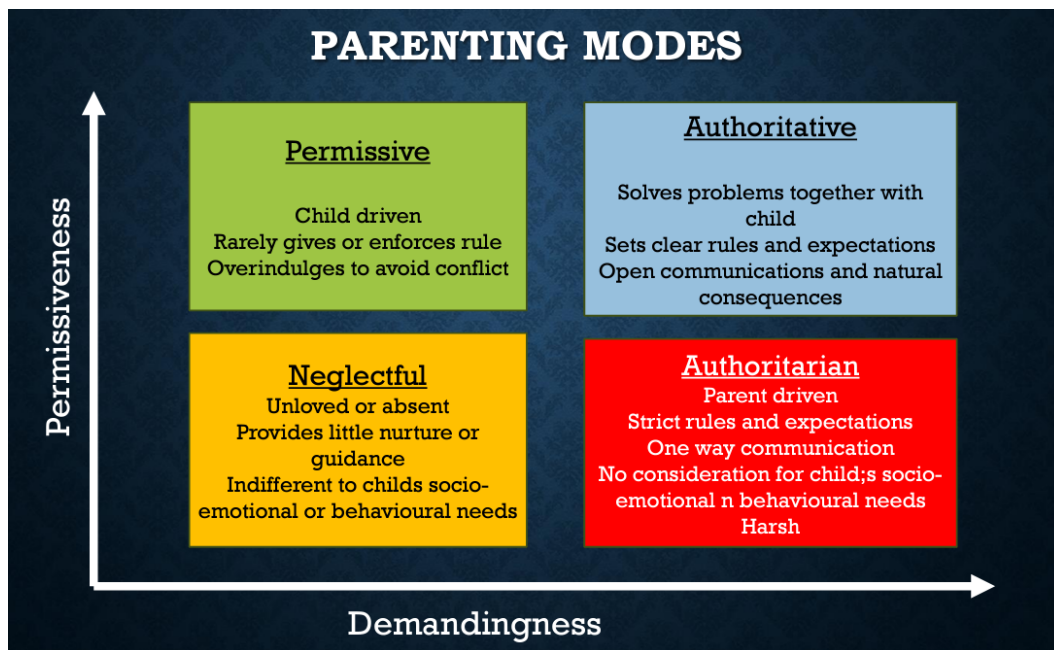 PARENTING MODES
Permissiveness
Permissive
Child driven
Rarely gives or enforces rule
Overindulges to avoid conflict
Authoritative
Solves problems together with
child
Sets clear rules and expectations
Open communications and natural
consequences
Neglectful
Unloved or absent
Provides little nurture or
guidance
Indifferent to childs socio-
emotional or behavioural needs
Authoritarian
Parent driven
Strict rules and expectations
One way communication
No consideration for child;s socio-
emotional n behavioural needs
Harsh
Demandingness